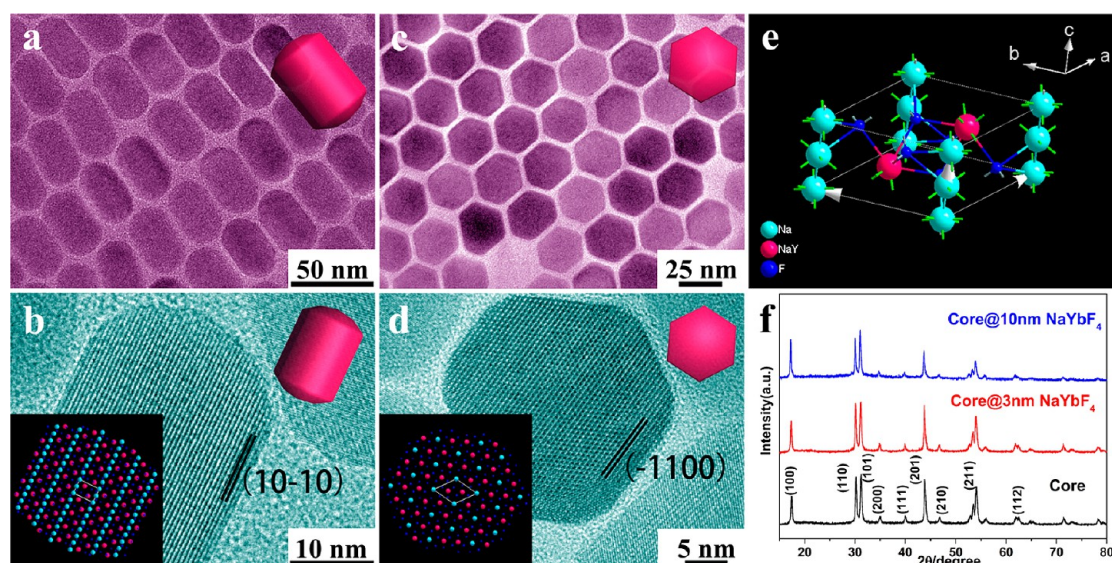 a
50 nm
c
25 nm
e
c
b
a
Na
NaY
F
b
(10-10)
10 nm
d
(-1100)
5 nm
f
Core@10nm NaYbF₄
Core@3nm NaYbF₄
Core
(100)
(110)
(101)
(200)
(111)
(201)
(210)
(211)
(112)
Intensity(a.u.)
20 30 40 50 60 70 80
2θ/degree